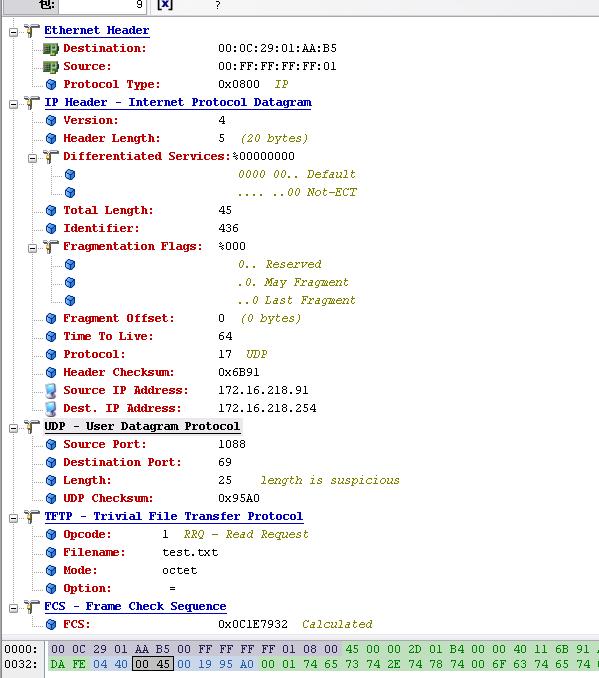 包: 9 [x] ?
Ethernet Header
Destination: 00:0C:29:01:AA:B5
Source: 00:FF:FF:FF:FF:01
Protocol Type: 0x0800 IP
IP Header - Internet Protocol Datagram
Version: 4
Header Length: 5 (20 bytes)
Differentiated Services:%00000000
0000 00.. Default
.... ..00 Not-ECT
Total Length: 45
Identifier: 436
Fragmentation Flags: %000
0.. Reserved
.0. May Fragment
..0 Last Fragment
Fragment Offset: 0 (0 bytes)
Time To Live: 64
Protocol: 17 UDP
Header Checksum: 0x6B91
Source IP Address: 172.16.218.91
Dest. IP Address: 172.16.218.254
UDP - User Datagram Protocol
Source Port: 1088
Destination Port: 69
Length: 25 length is suspicious
UDP Checksum: 0x95A0
TFTP - Trivial File Transfer Protocol
Opcode: 1 RRQ - Read Request
Filename: test.txt
Mode: octet
Option: =
FCS - Frame Check Sequence
FCS: 0x0C1E7932 Calculated
0000: 00 0C 29 01 AA B5 00 FF FF FF FF 01 08 00 45 00 00 2D 01 B4 00 00 40 11 6B 91
0032: DA FE 04 40 00 45 00 19 95 A0 00 01 74 65 73 74 2E 74 78 74 00 6F 63 74 65 74